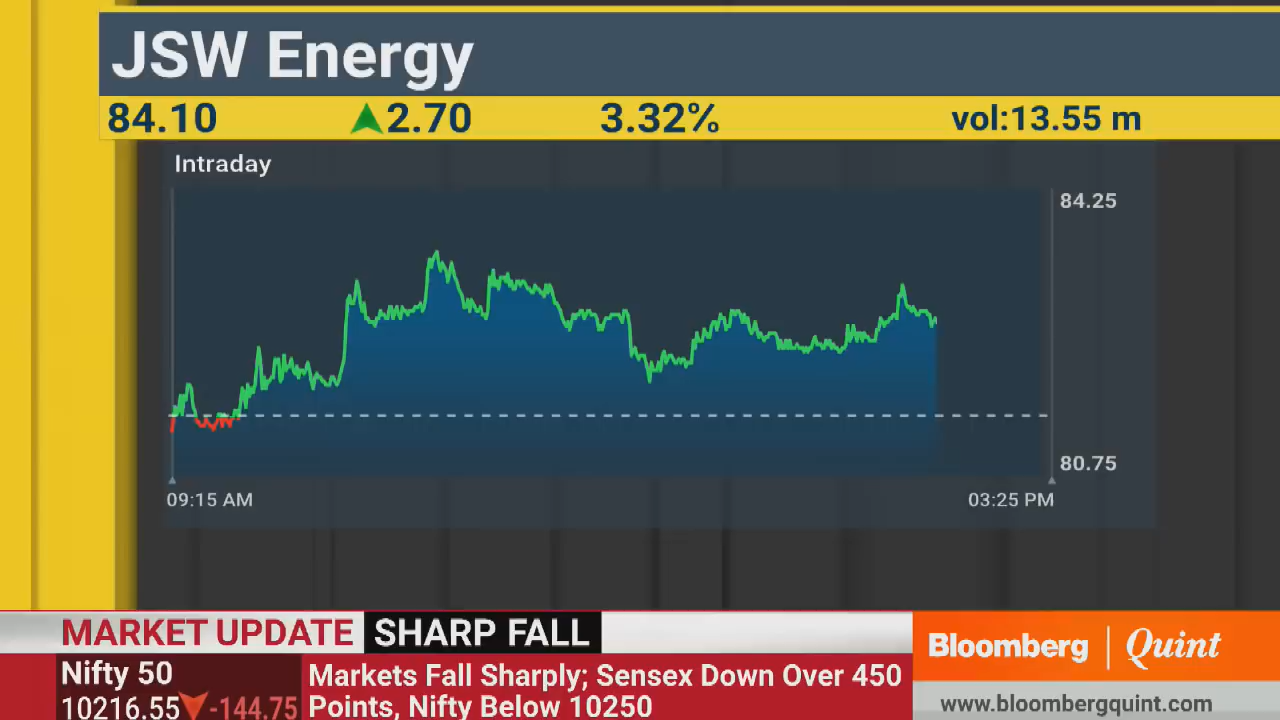 JSW Energy
84.10 ▲2.70 3.32% vol:13.55 m
Intraday
84.25
80.75
09:15 AM 03:25 PM
MARKET UPDATE SHARP FALL
Nifty 50
10216.55▼-144.75
Markets Fall Sharply; Sensex Down Over 450
Points, Nifty Below 10250
Bloomberg | Quint
www.bloombergquint.com